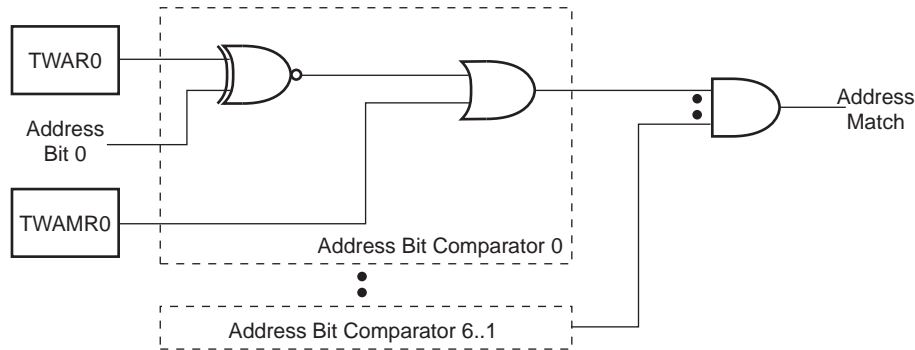 TWAR0
Address
Bit 0
TWAMR0
Address Bit Comparator 0
Address Bit Comparator 6..1
Address
Match